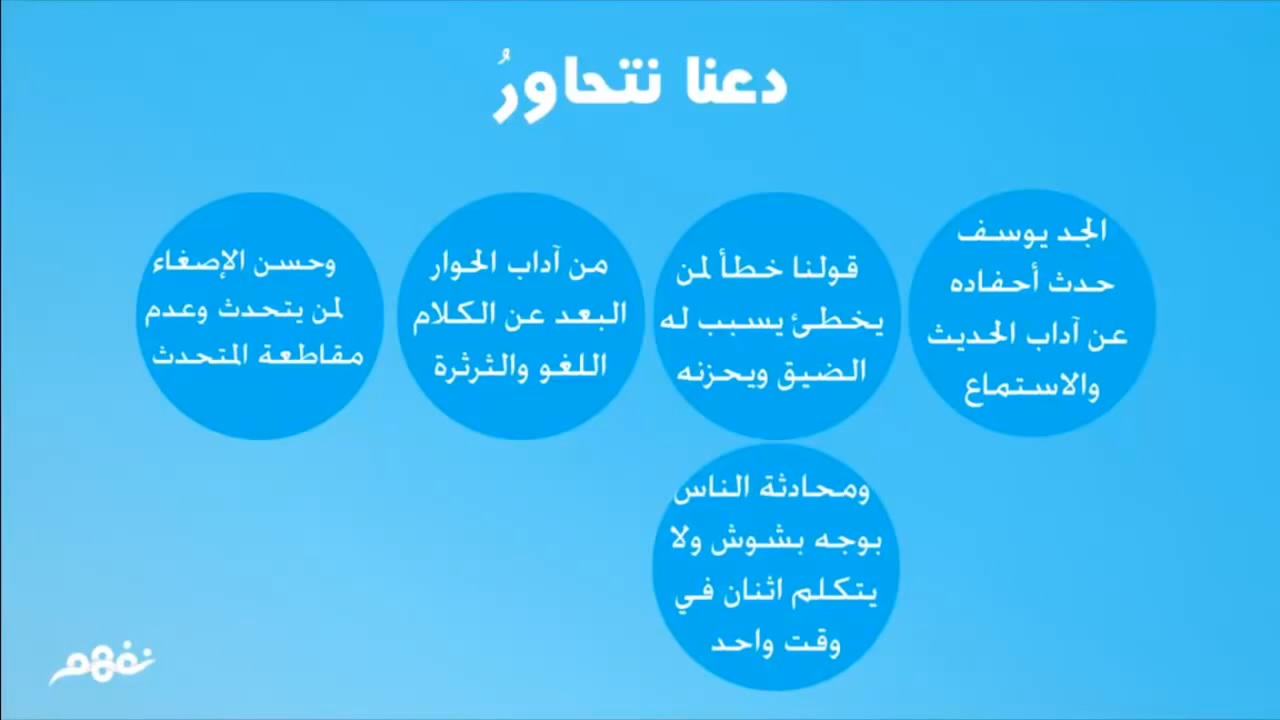 دعنا نتحاورُ
الجد يوسف
حدث أحفاده
عن آداب الحديث
والاستماع
قولنا خطأ لمن
يخطئ يسبب له
الضيق ويحزنه
من آداب الحوار
البعد عن الكلام
اللغو والثرثرة
وحسن الإصغاء
لمن يتحدث وعدم
مقاطعة المتحدث
ومحادثة الناس
بوجه بشوش ولا
يتكلم اثنان في
وقت واحد
نفهم